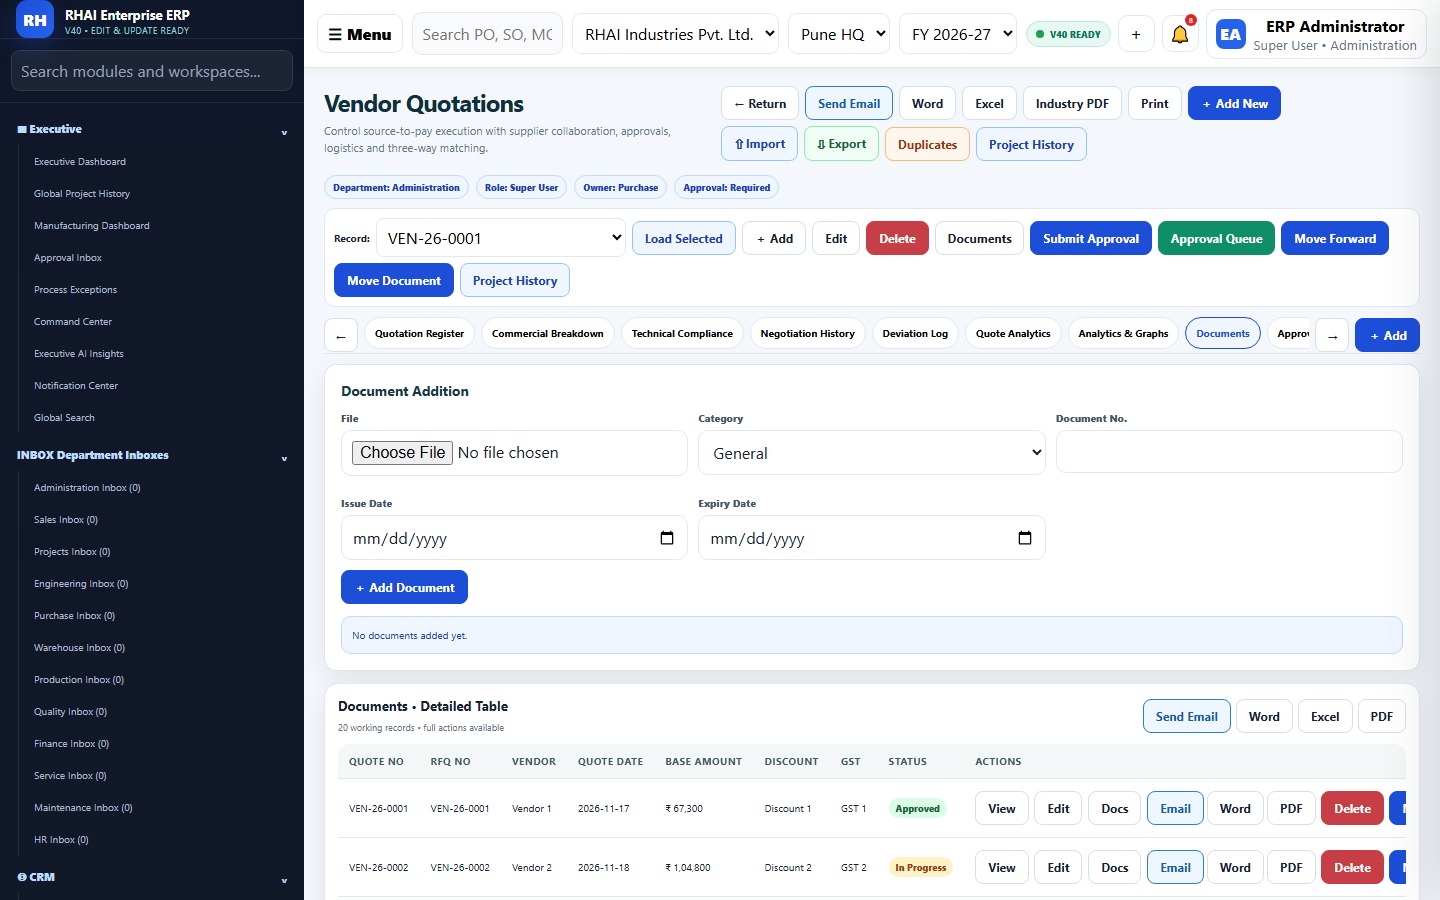 RH
RHAI Enterprise ERP
V40 • EDIT & UPDATE READY
Search modules and workspaces...
Executive
Executive Dashboard
Global Project History
Manufacturing Dashboard
Approval Inbox
Process Exceptions
Command Center
Executive AI Insights
Notification Center
Global Search
INBOX Department Inboxes
Administration Inbox (0)
Sales Inbox (0)
Projects Inbox (0)
Engineering Inbox (0)
Purchase Inbox (0)
Warehouse Inbox (0)
Production Inbox (0)
Quality Inbox (0)
Finance Inbox (0)
Service Inbox (0)
Maintenance Inbox (0)
HR Inbox (0)
CRM
☰ Menu
Search PO, SO, MC
RHAI Industries Pvt. Ltd.
Pune HQ
FY 2026-27
V40 READY
+
8
EA
ERP Administrator
Super User • Administration
Vendor Quotations
Control source-to-pay execution with supplier collaboration, approvals,
logistics and three-way matching.
← Return
Send Email
Word
Excel
Industry PDF
Print
+ Add New
⇧ Import
⇩ Export
Duplicates
Project History
Department: Administration
Role: Super User
Owner: Purchase
Approval: Required
Record:
VEN-26-0001
Load Selected
+ Add
Edit
Delete
Documents
Submit Approval
Approval Queue
Move Forward
Move Document
Project History
←
Quotation Register
Commercial Breakdown
Technical Compliance
Negotiation History
Deviation Log
Quote Analytics
Analytics & Graphs
Documents
Approv
→
+ Add
Document Addition
File
Category
Document No.
Choose File No file chosen
General
Issue Date
Expiry Date
mm/dd/yyyy
mm/dd/yyyy
+ Add Document
No documents added yet.
Documents • Detailed Table
20 working records • full actions available
Send Email
Word
Excel
PDF
QUOTE NO RFQ NO VENDOR QUOTE DATE BASE AMOUNT DISCOUNT GST STATUS ACTIONS
VEN-26-0001 VEN-26-0001 Vendor 1 2026-11-17 ₹ 67,300 Discount 1 GST 1 Approved View Edit Docs Email Word PDF Delete
VEN-26-0002 VEN-26-0002 Vendor 2 2026-11-18 ₹ 1,04,800 Discount 2 GST 2 In Progress View Edit Docs Email Word PDF Delete